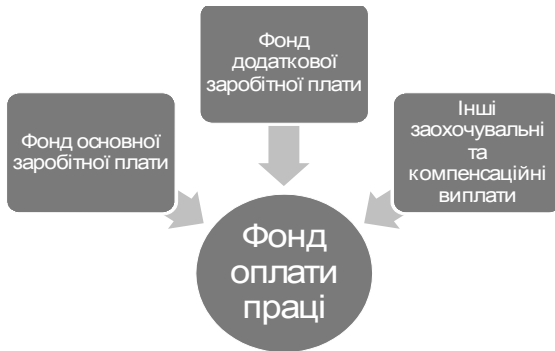 Фонд
додаткової
заробітної плати
Фонд основної
заробітної плати
Інші
заохочувальні
та
компенсаційні
виплати
Фонд
оплати
праці